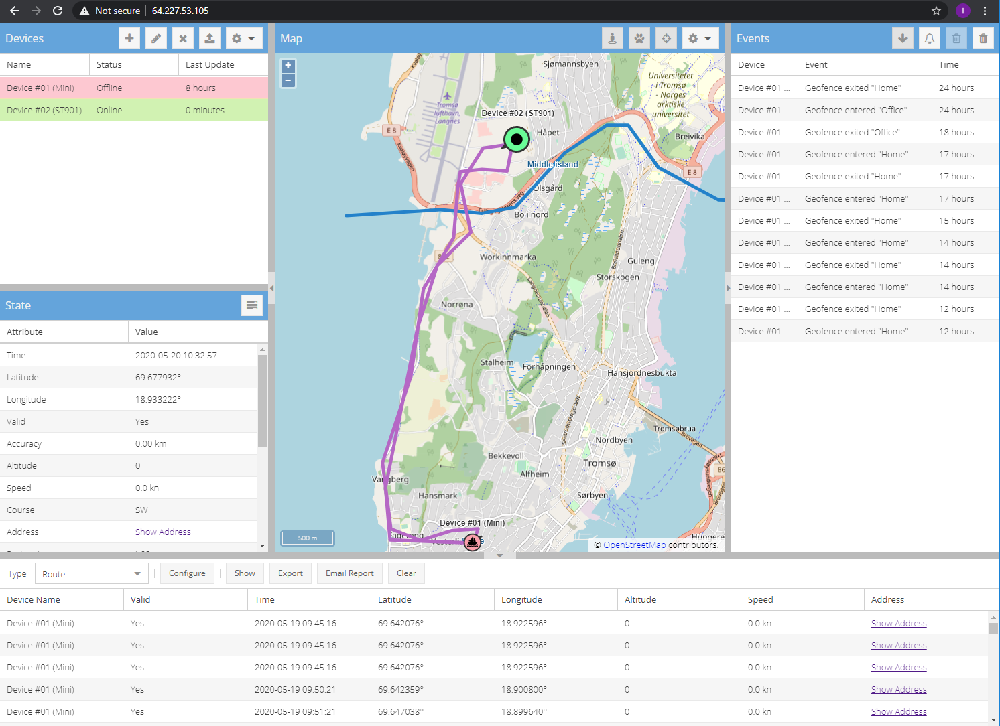 Not secure 64.227.53.105
I
Devices
Name Status Last Update
Device #01 (Mini) Offline 8 hours
Device #02 (ST901) Online 0 minutes
State
Attribute Value
Time 2020-05-20 10:32:57
Latitude 69.677932°
Longitude 18.933222°
Valid Yes
Accuracy 0.00 km
Altitude 0
Speed 0.0 kn
Course SW
Address Show Address
Map
+
−
Sjømannsbyen
Universitetet
i Tromsø
- Norges
arktiske
universitet
Tromsø
lufthavn,
Langnes
Device #02 (ST901)
E 8
Håpet
Breivika
Kvaløyvegen
Middle island
E 8
Olsgård
Bo i nord
Workinnmarka
Guleng
Breiviktunnelen
Storskogen
Langnestunnelen
Norrøna
Stalheim
Forhåpningen
Hansjordnesbukta
Sentrumstangenten
Tromsøbrua
Bruvegen
Nordbyen
Bekkevoll
Tromsø
Alfheim
Hansmark
Sørbyen
Device #01 (Mini)
500 m
© OpenStreetMap contributors.
Events
Device Event Time
Device #01 ... Geofence exited "Home" 24 hours
Device #01 ... Geofence entered "Office" 24 hours
Device #01 ... Geofence exited "Office" 18 hours
Device #01 ... Geofence entered "Home" 17 hours
Device #01 ... Geofence exited "Home" 17 hours
Device #01 ... Geofence entered "Home" 17 hours
Device #01 ... Geofence exited "Home" 15 hours
Device #01 ... Geofence entered "Home" 14 hours
Device #01 ... Geofence exited "Home" 14 hours
Device #01 ... Geofence entered "Home" 14 hours
Device #01 ... Geofence exited "Home" 12 hours
Device #01 ... Geofence entered "Home" 12 hours
Type Route Configure Show Export Email Report Clear
Device Name Valid Time Latitude Longitude Altitude Speed Address
Device #01 (Mini) Yes 2020-05-19 09:45:16 69.642076° 18.922596° 0 0.0 kn Show Address
Device #01 (Mini) Yes 2020-05-19 09:45:16 69.642076° 18.922596° 0 0.0 kn Show Address
Device #01 (Mini) Yes 2020-05-19 09:45:16 69.642076° 18.922596° 0 0.0 kn Show Address
Device #01 (Mini) Yes 2020-05-19 09:50:21 69.642359° 18.900800° 0 0.0 kn Show Address
Device #01 (Mini) Yes 2020-05-19 09:51:21 69.647038° 18.899640° 0 0.0 kn Show Address